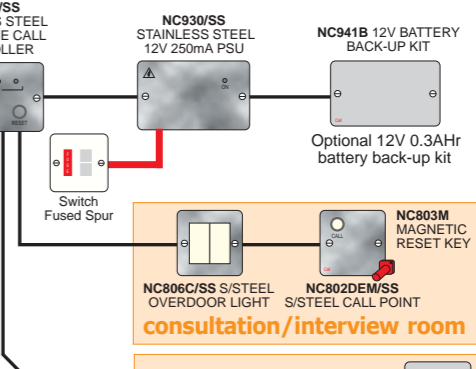 /SS
S STEEL
E CALL
OLLER
RESET
NC930/SS
STAINLESS STEEL
12V 250mA PSU
ON
NC941B 12V BATTERY
BACK-UP KIT
Optional 12V 0.3AHr
battery back-up kit
Switch
Fused Spur
CALL
NC803M
MAGNETIC
RESET KEY
NC806C/SS S/STEEL
OVERDOOR LIGHT
NC802DEM/SS
S/STEEL CALL POINT
consultation/interview room